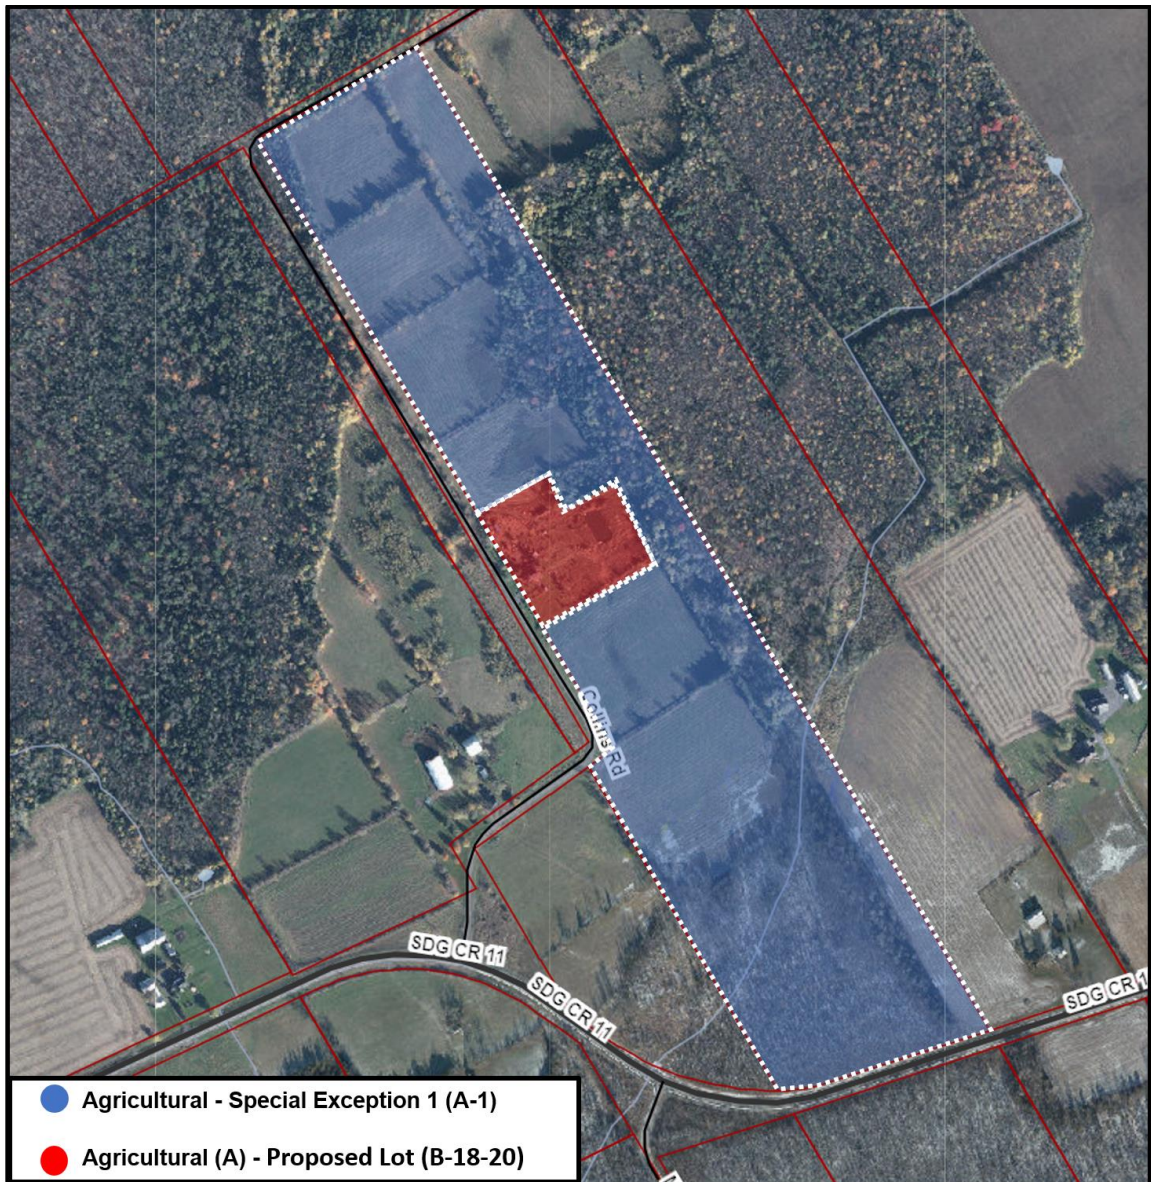 Collins Rd
SDG CR 11
SDG CR 11
SDG CR 1
Agricultural - Special Exception 1 (A-1)
Agricultural (A) - Proposed Lot (B-18-20)